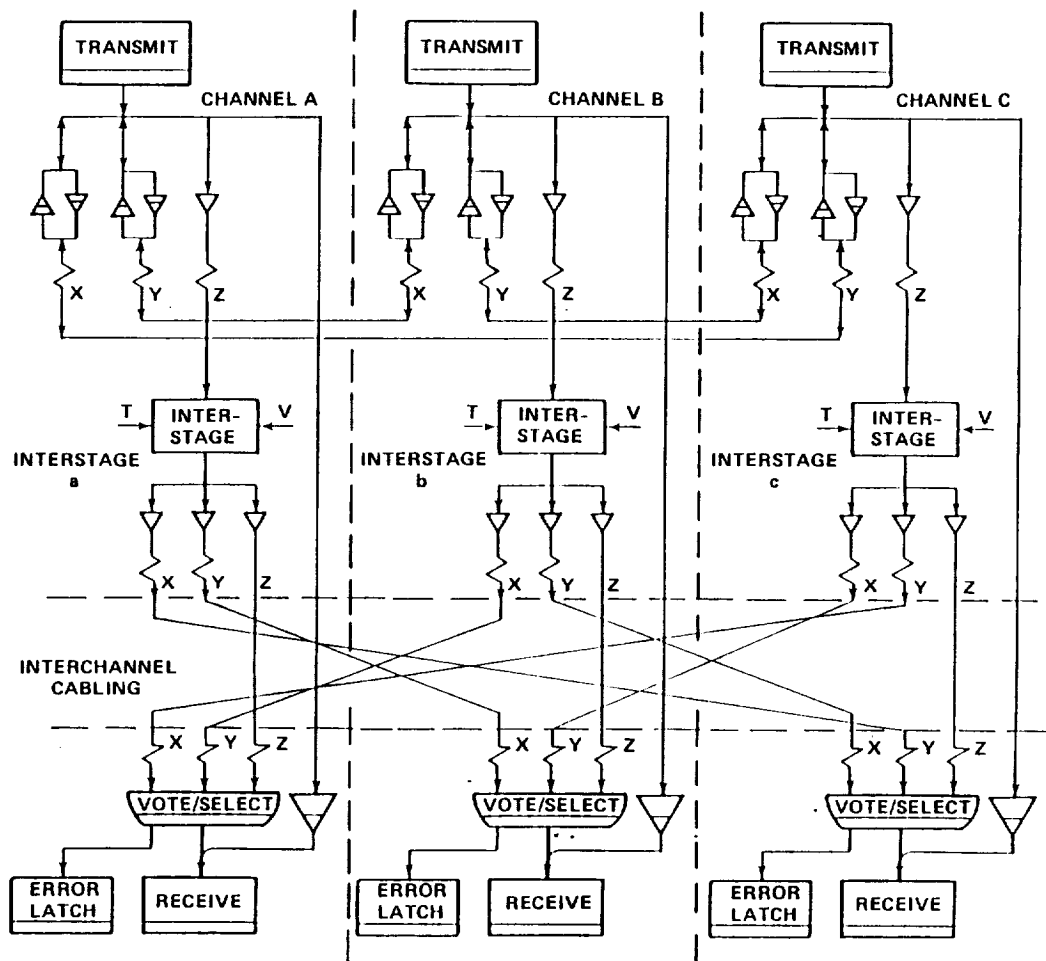 TRANSMIT
TRANSMIT
TRANSMIT
CHANNEL A
CHANNEL B
CHANNEL C
X
Y
Z
X
Y
Z
X
Y
Z
T
INTER-
STAGE
V
T
INTER-
STAGE
V
T
INTER-
STAGE
V
INTERSTAGE
a
INTERSTAGE
b
INTERSTAGE
c
X
Y
Z
X
Y
Z
X
Y
Z
INTERCHANNEL
CABLING
X
Y
Z
X
Y
Z
X
Y
Z
VOTE/SELECT
VOTE/SELECT
VOTE/SELECT
ERROR
LATCH
RECEIVE
ERROR
LATCH
RECEIVE
ERROR
LATCH
RECEIVE